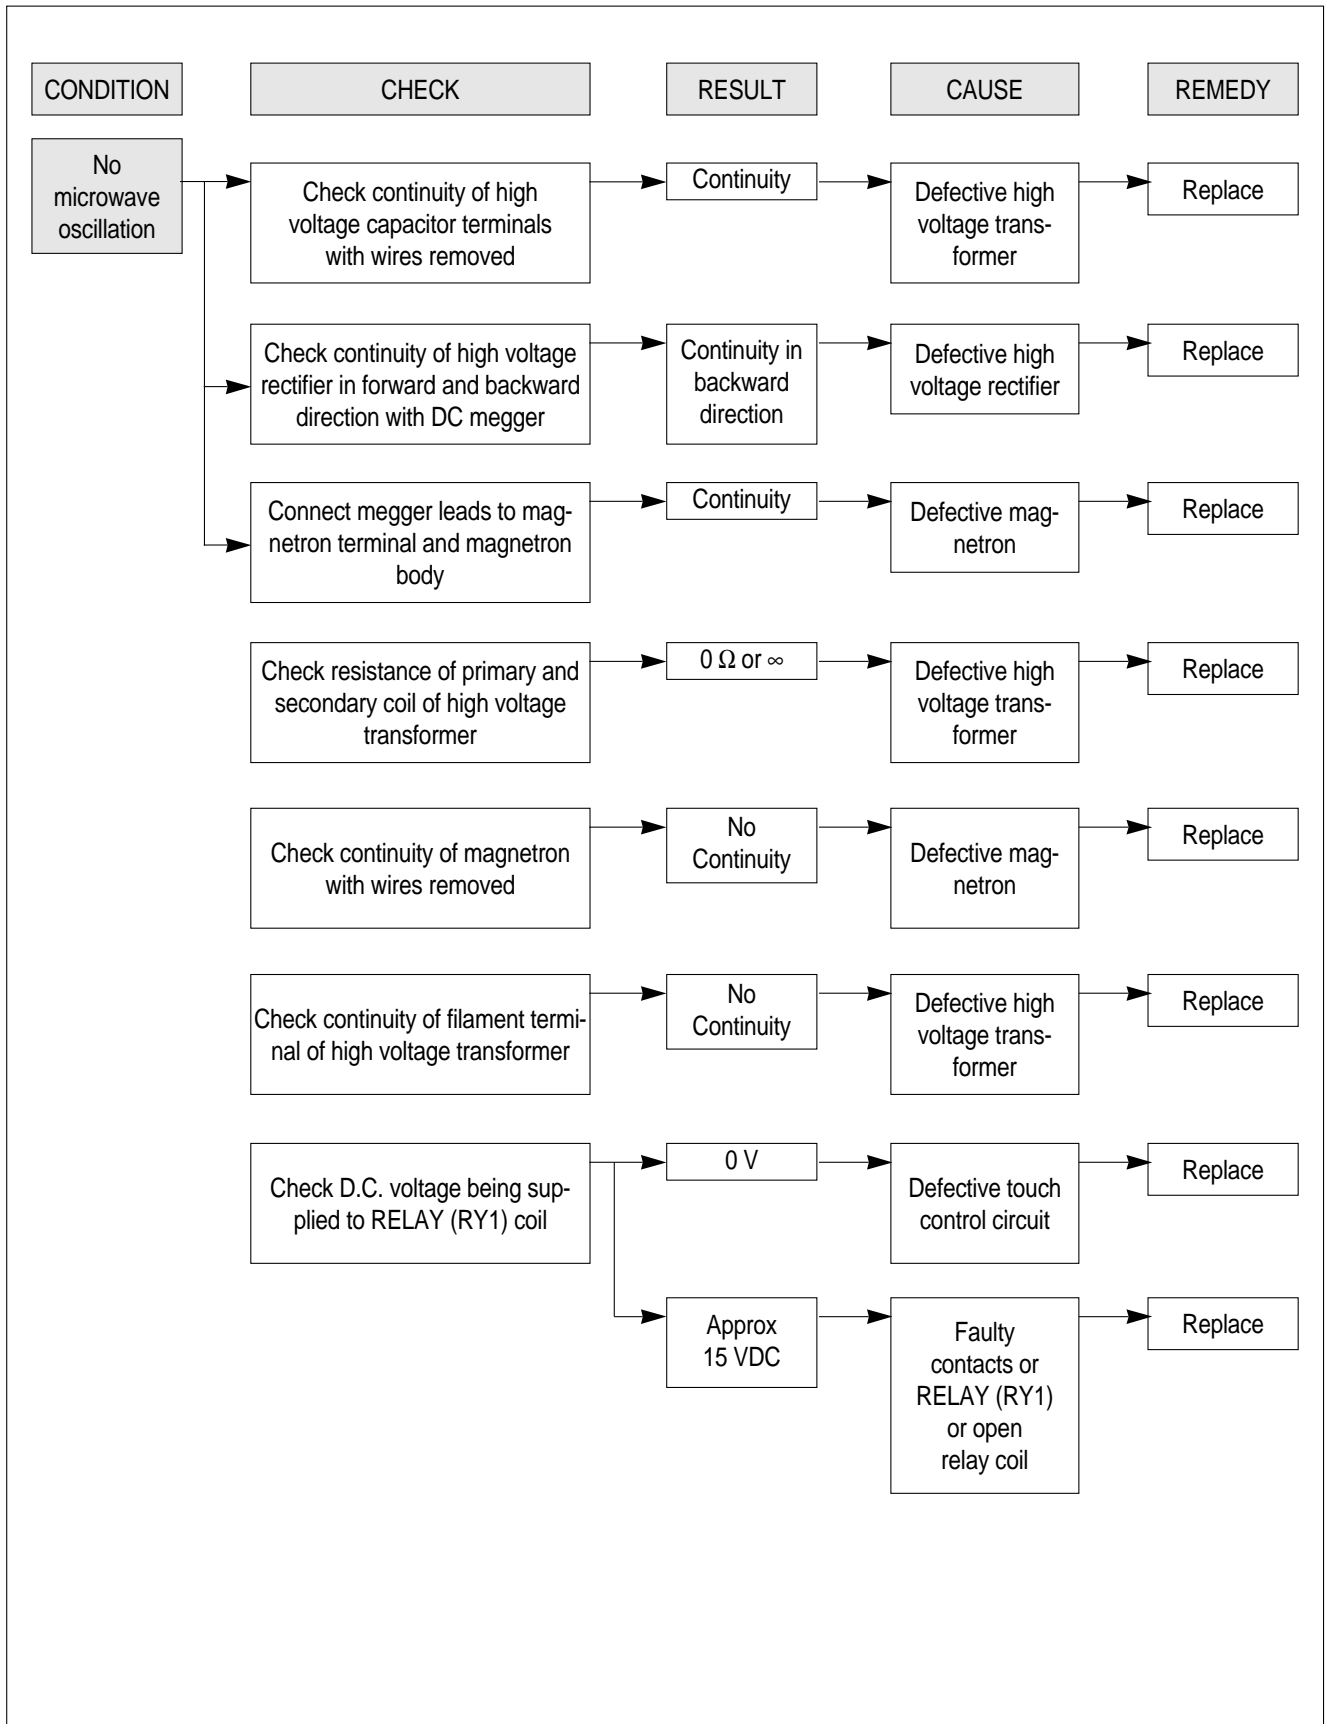 CONDITION CHECK RESULT CAUSE REMEDY
No
microwave
oscillation
Check continuity of high
voltage capacitor terminals
with wires removed
Continuity
Defective high
voltage trans-
former
Replace
Check continuity of high voltage
rectifier in forward and backward
direction with DC megger
Continuity in
backward
direction
Defective high
voltage rectifier
Replace
Connect megger leads to mag-
netron terminal and magnetron
body
Continuity
Defective mag-
netron
Replace
Check resistance of primary and
secondary coil of high voltage
transformer
0 Ω or ∞
Defective high
voltage trans-
former
Replace
Check continuity of magnetron
with wires removed
No
Continuity
Defective mag-
netron
Replace
Check continuity of filament termi-
nal of high voltage transformer
No
Continuity
Defective high
voltage trans-
former
Replace
Check D.C. voltage being sup-
plied to RELAY (RY1) coil
0 V
Defective touch
control circuit
Replace
Approx
15 VDC
Faulty
contacts or
RELAY (RY1)
or open
relay coil
Replace